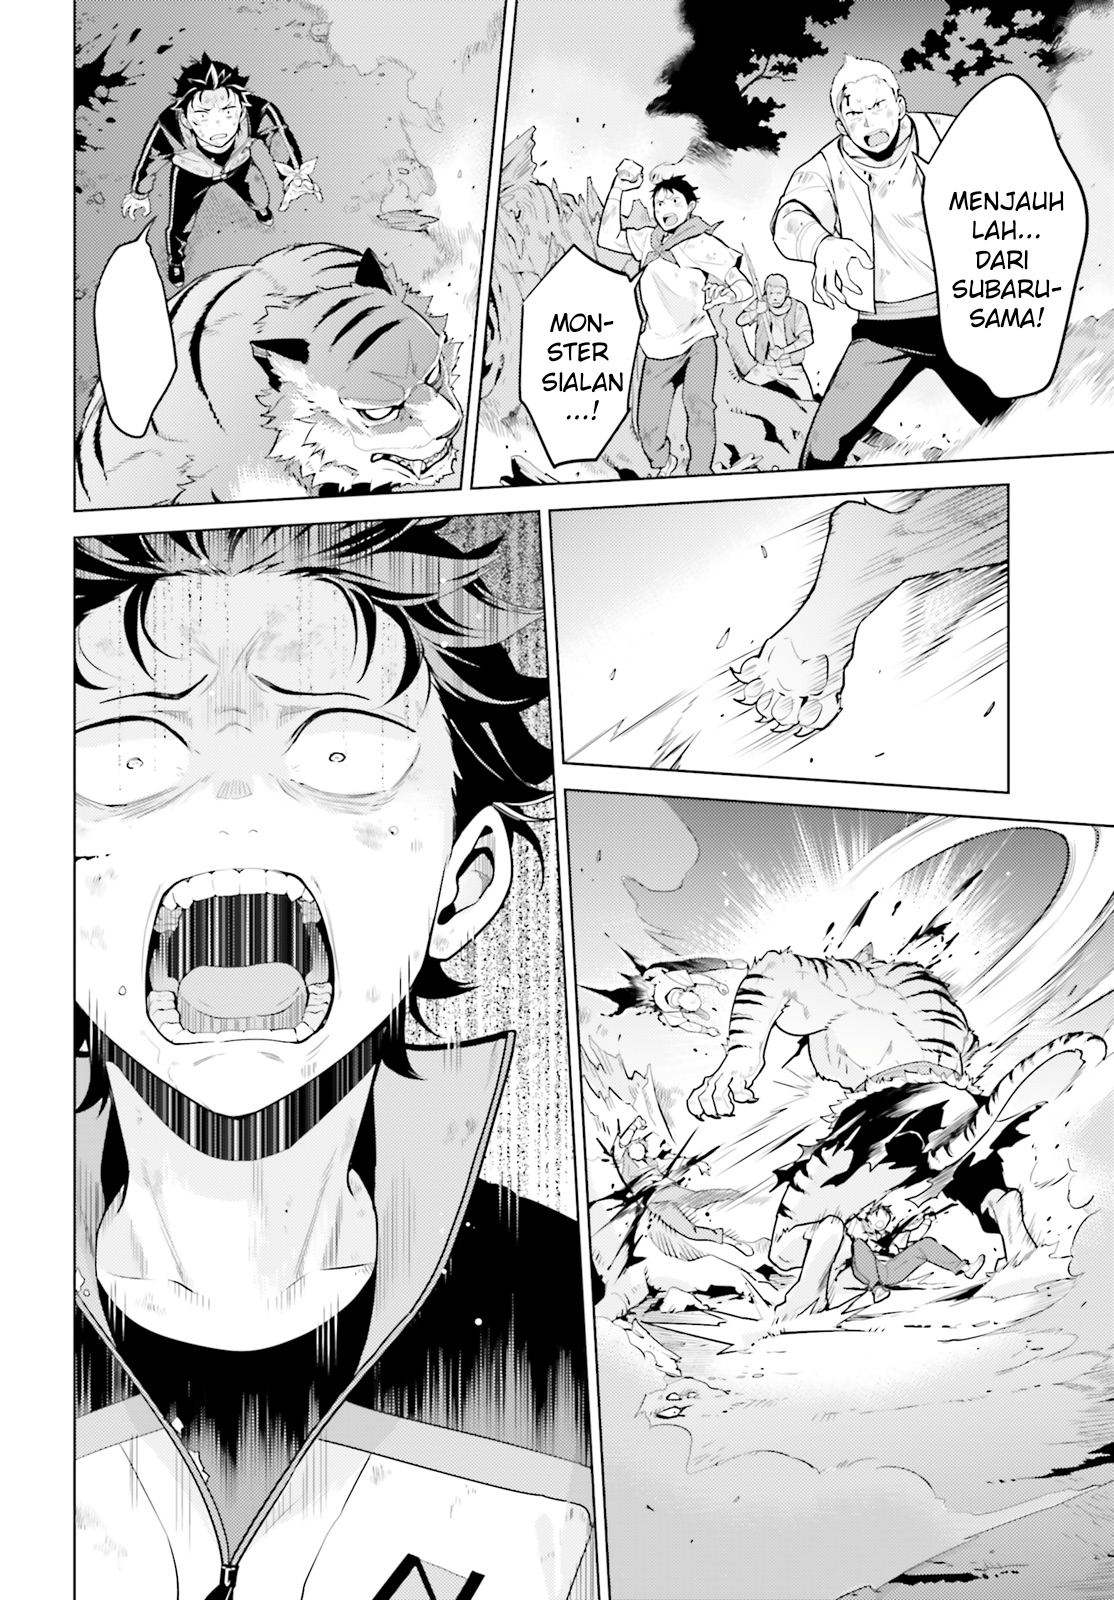 MENJAUH
LAH...
DARI
SUBARU-
SAMA!
MON-
STER
SIALAN
...!